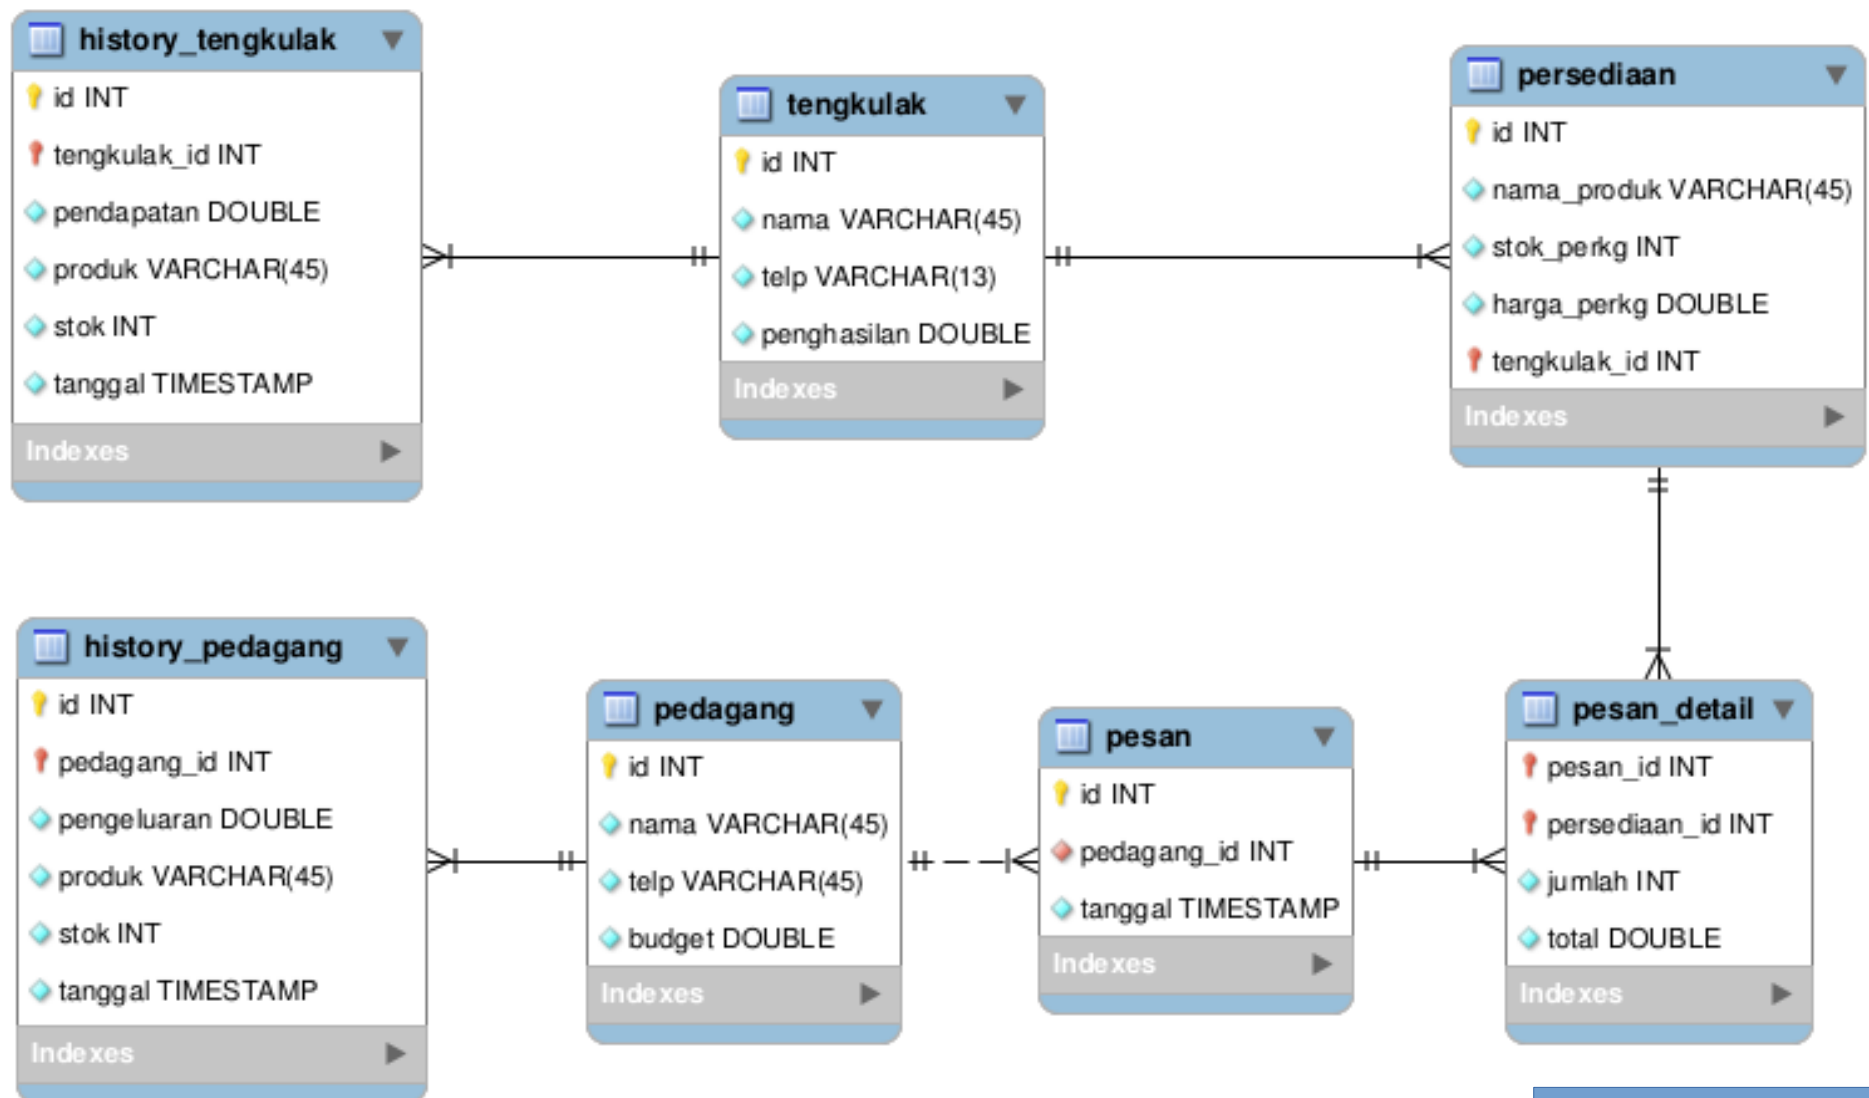 history_tengkulak
id INT
tengkulak_id INT
pendapatan DOUBLE
produk VARCHAR(45)
stok INT
tanggal TIMESTAMP
Indexes
tengkulak
id INT
nama VARCHAR(45)
telp VARCHAR(13)
penghasilan DOUBLE
Indexes
persediaan
id INT
nama_produk VARCHAR(45)
stok_perkg INT
harga_perkg DOUBLE
tengkulak_id INT
Indexes
history_pedagang
id INT
pedagang_id INT
pengeluaran DOUBLE
produk VARCHAR(45)
stok INT
tanggal TIMESTAMP
Indexes
pedagang
id INT
nama VARCHAR(45)
telp VARCHAR(45)
budget DOUBLE
Indexes
pesan
id INT
pedagang_id INT
tanggal TIMESTAMP
Indexes
pesan_detail
pesan_id INT
persediaan_id INT
jumlah INT
total DOUBLE
Indexes